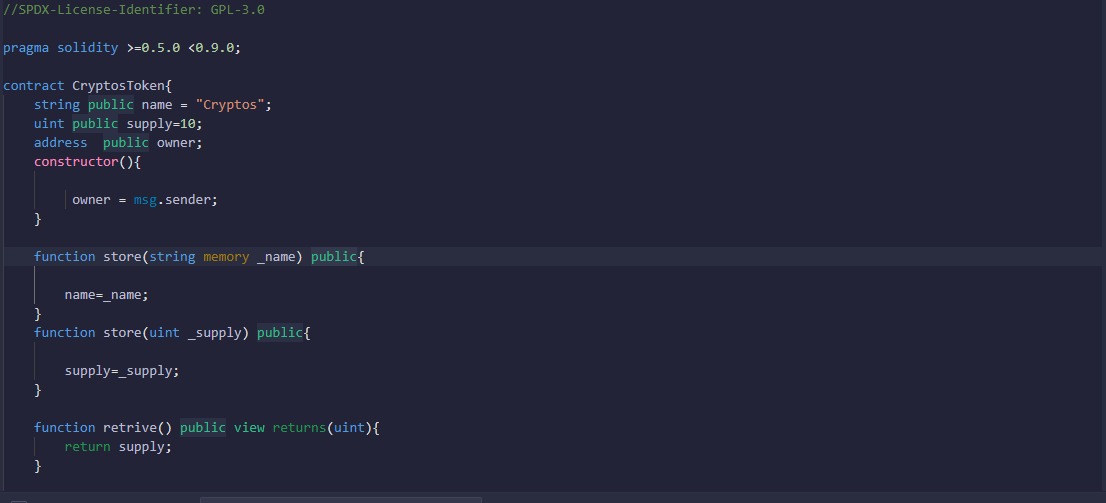 //SPDX-License-Identifier: GPL-3.0
pragma solidity >=0.5.0 <0.9.0;
contract CryptosToken{
string public name = "Cryptos";
uint public supply=10;
address  public owner;
constructor(){
owner = msg.sender;
}
function store(string memory _name) public{
name=_name;
}
function store(uint _supply) public{
supply=_supply;
}
function retrive() public view returns(uint){
return supply;
}